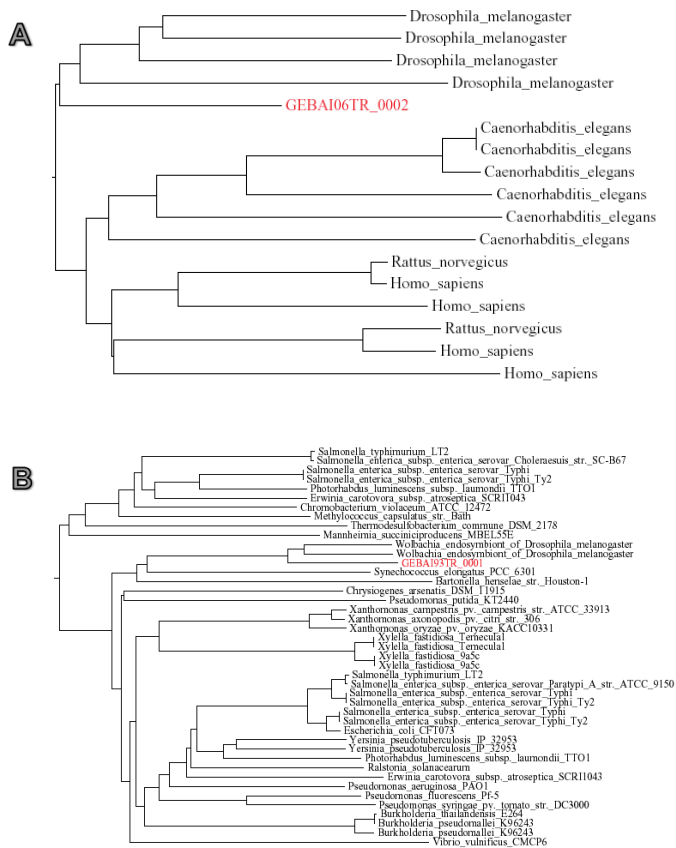 A
Drosophila_melanogaster
Drosophila_melanogaster
Drosophila_melanogaster
Drosophila_melanogaster
GEBAI06TR_0002
Caenorhabditis_elegans
Caenorhabditis_elegans
Caenorhabditis_elegans
Caenorhabditis_elegans
Caenorhabditis_elegans
Caenorhabditis_elegans
Rattus_norvegicus
Homo_sapiens
Homo_sapiens
Rattus_norvegicus
Homo_sapiens
Homo_sapiens
B
Salmonella_typhimurium_LT2
Salmonella_enterica_subsp._enterica_serovar_Choleraesuis_str._SC-B67
Salmonella_enterica_subsp._enterica_serovar_Typhi
Salmonella_enterica_subsp._enterica_serovar_Typhi_Ty2
Photorhabdus_luminescens_subsp._laumondii_TTO1
Erwinia_carotovora_subsp._atroseptica_SCRI1043
Chromobacterium_violaceum_ATCC_12472
Methylococcus_capsulatus_str._Bath
Thermodesulfobacterium_commune_DSM_2178
Mannheimia_succiniciproducens_MBEL55E
Wolbachia_endosymbiont_of_Drosophila_melanogaster
Wolbachia_endosymbiont_of_Drosophila_melanogaster
GEBAI93TR_0001
Synechococcus_elongatus_PCC_6301
Bartonella_henselae_str._Houston-1
Chrysiogenes_arsenatis_DSM_11915
Pseudomonas_putida_KT2440
Xanthomonas_campestris_pv._campestris_str._ATCC_33913
Xanthomonas_axonopodis_pv._citri_str._306
Xanthomonas_oryzae_pv._oryzae_KACC10331
Xylella_fastidiosa_Temecula1
Xylella_fastidiosa_Temecula1
Xylella_fastidiosa_9a5c
Xylella_fastidiosa_9a5c
Salmonella_typhimurium_LT2
Salmonella_enterica_subsp._enterica_serovar_Paratypi_A_str._ATCC_9150
Salmonella_enterica_subsp._enterica_serovar_Typhi
Salmonella_enterica_subsp._enterica_serovar_Typhi_Ty2
Salmonella_enterica_subsp._enterica_serovar_Typhi
Salmonella_enterica_subsp._enterica_serovar_Typhi_Ty2
Escherichia_coli_CFT073
Yersinia_pseudotuberculosis_IP_32953
Yersinia_pseudotuberculosis_IP_32953
Photorhabdus_luminescens_subsp_laumondii_TTO1
Ralstonia_solanacearum
Erwinia_carotovora_subsp._atroseptica_SCRI1043
Pseudomonas_aeruginosa_PAO1
Pseudomonas_fluorescens_Pf-5
Pseudomonas_syringae_pv._tomato_str._DC3000
Burkholderia_thailandensis_E264
Burkholderia_pseudomallei_K96243
Burkholderia_pseudomallei_K96243
Vibrio_vulnificus_CMCP6